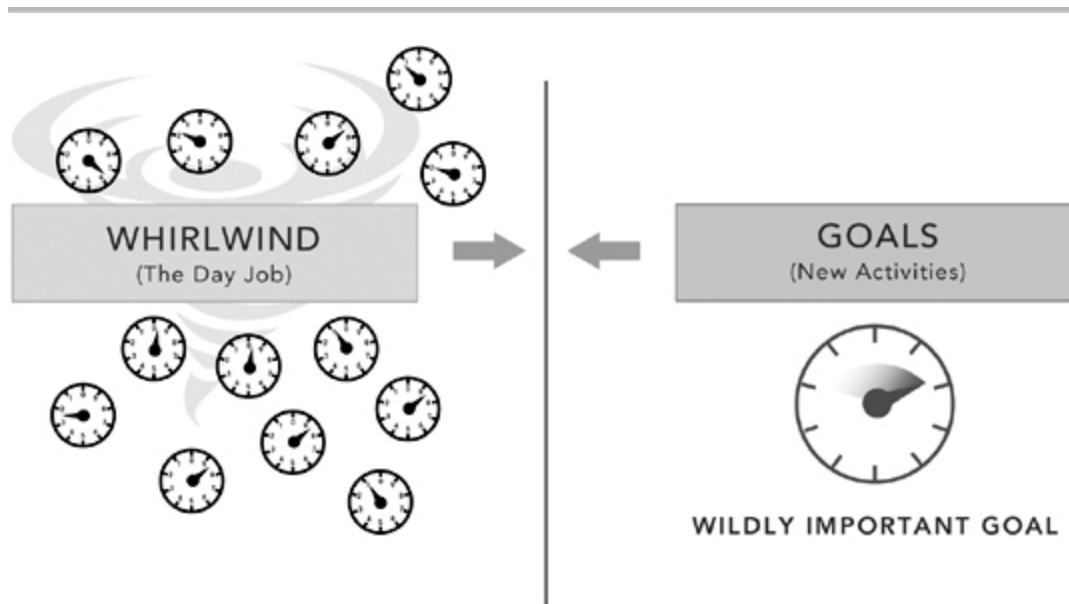 WHIRLWIND
(The Day Job)
GOALS
(New Activities)
WILDLY IMPORTANT GOAL